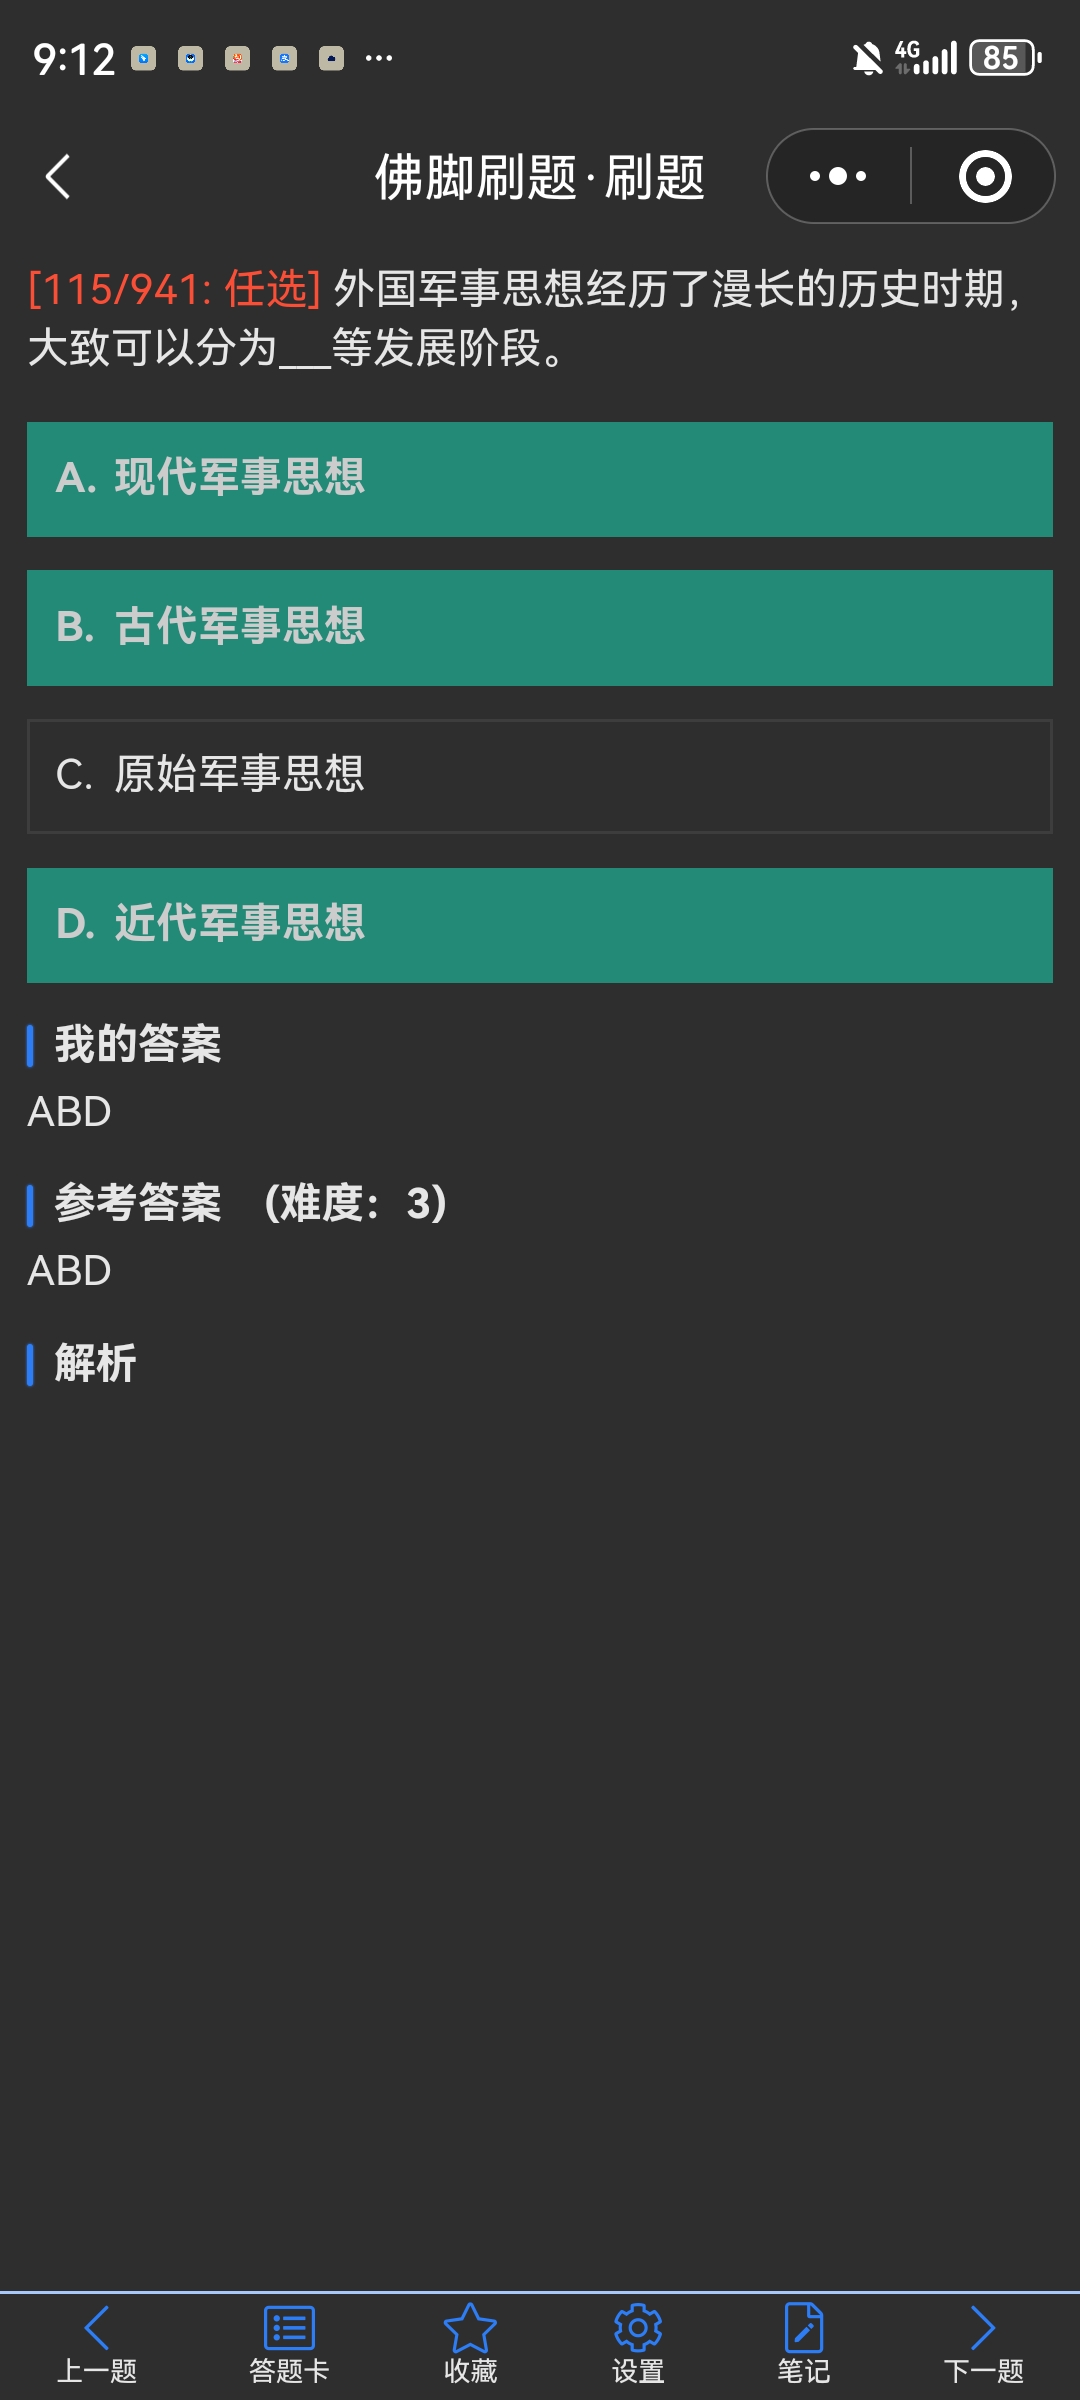 9:12
4G
85
佛脚刷题·刷题
[115/941: 任选] 外国军事思想经历了漫长的历史时期,
大致可以分为___等发展阶段。
A. 现代军事思想
B. 古代军事思想
C. 原始军事思想
D. 近代军事思想
我的答案
ABD
参考答案 (难度: 3)
ABD
解析
上一题 答题卡 收藏 设置 笔记 下一题